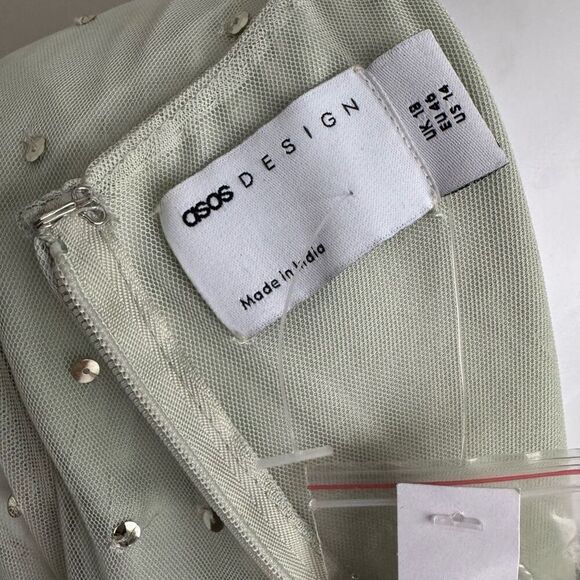 asos DESIGN
Made in India
UK 18
EU 46
US 14